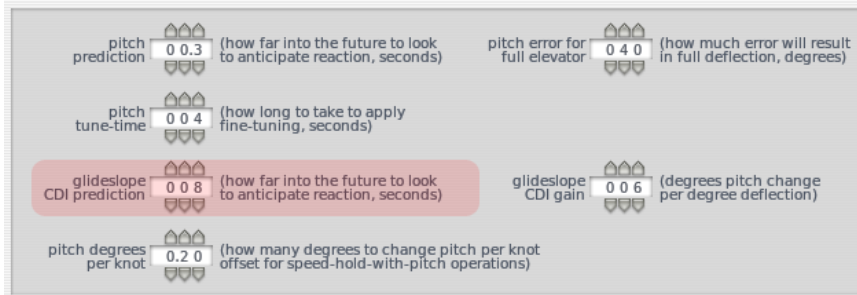 pitch prediction 0 0.3 (how far into the future to look to anticipate reaction, seconds)
pitch error for full elevator 0 4 0 (how much error will result in full deflection, degrees)
pitch tune-time 0 0 4 (how long to take to apply fine-tuning, seconds)
glideslope CDI prediction 0 0 8 (how far into the future to look to anticipate reaction, seconds)
glideslope CDI gain 0 0 6 (degrees pitch change per degree deflection)
pitch degrees per knot 0.2 0 (how many degrees to change pitch per knot offset for speed-hold-with-pitch operations)